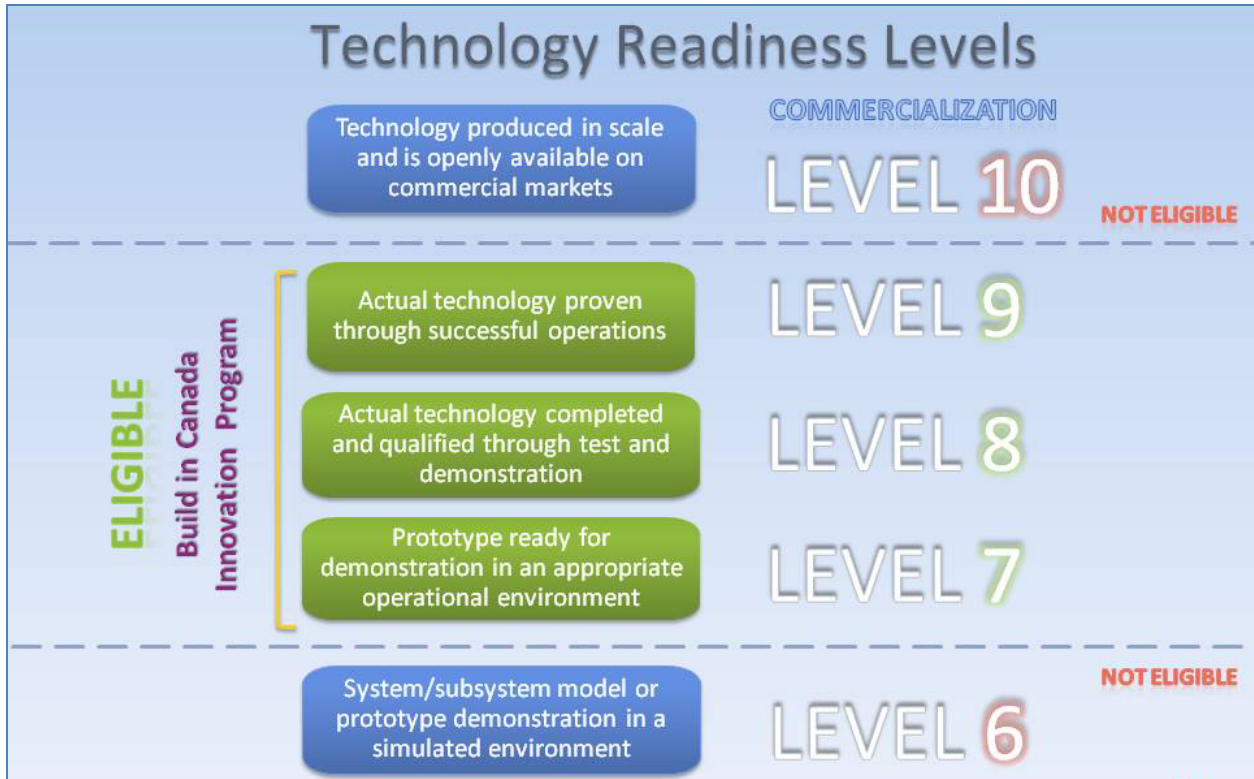 Technology Readiness Levels
Technology produced in scale
and is openly available on
commercial markets
COMMERCIALIZATION
LEVEL 10
NOT ELIGIBLE
ELIGIBLE
Build in Canada
Innovation Program
Actual technology proven
through successful operations
LEVEL 9
Actual technology completed
and qualified through test and
demonstration
LEVEL 8
Prototype ready for
demonstration in an appropriate
operational environment
LEVEL 7
System/subsystem model or
prototype demonstration in a
simulated environment
LEVEL 6
NOT ELIGIBLE